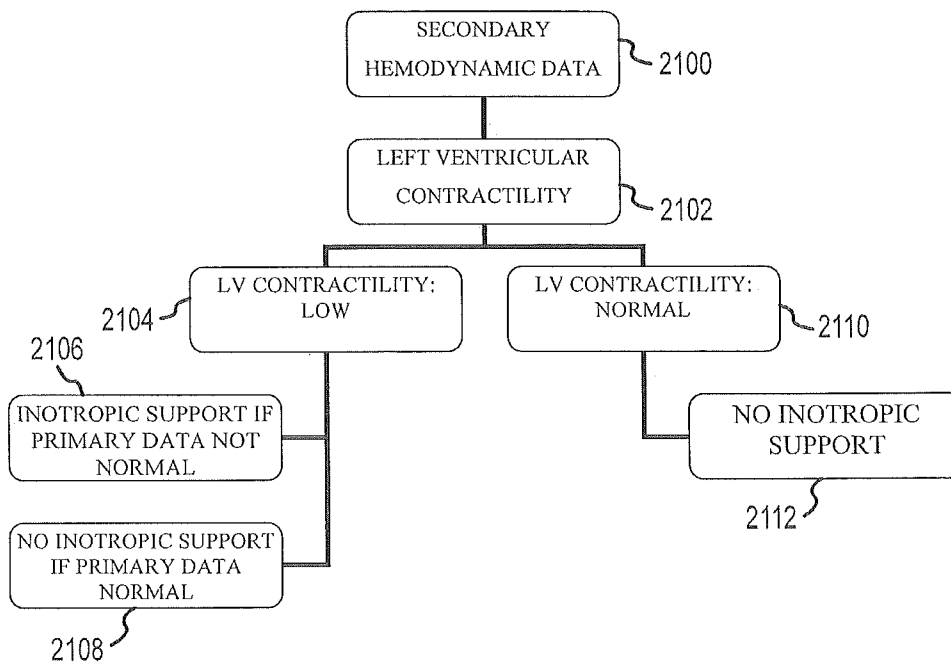 SECONDARY
HEMODYNAMIC DATA
2100
LEFT VENTRICULAR
CONTRACTILITY
2102
LV CONTRACTILITY:
LOW
2104
LV CONTRACTILITY:
NORMAL
2110
2106
INOTROPIC SUPPORT IF
PRIMARY DATA NOT
NORMAL
NO INOTROPIC
SUPPORT
2112
NO INOTROPIC SUPPORT
IF PRIMARY DATA
NORMAL
2108